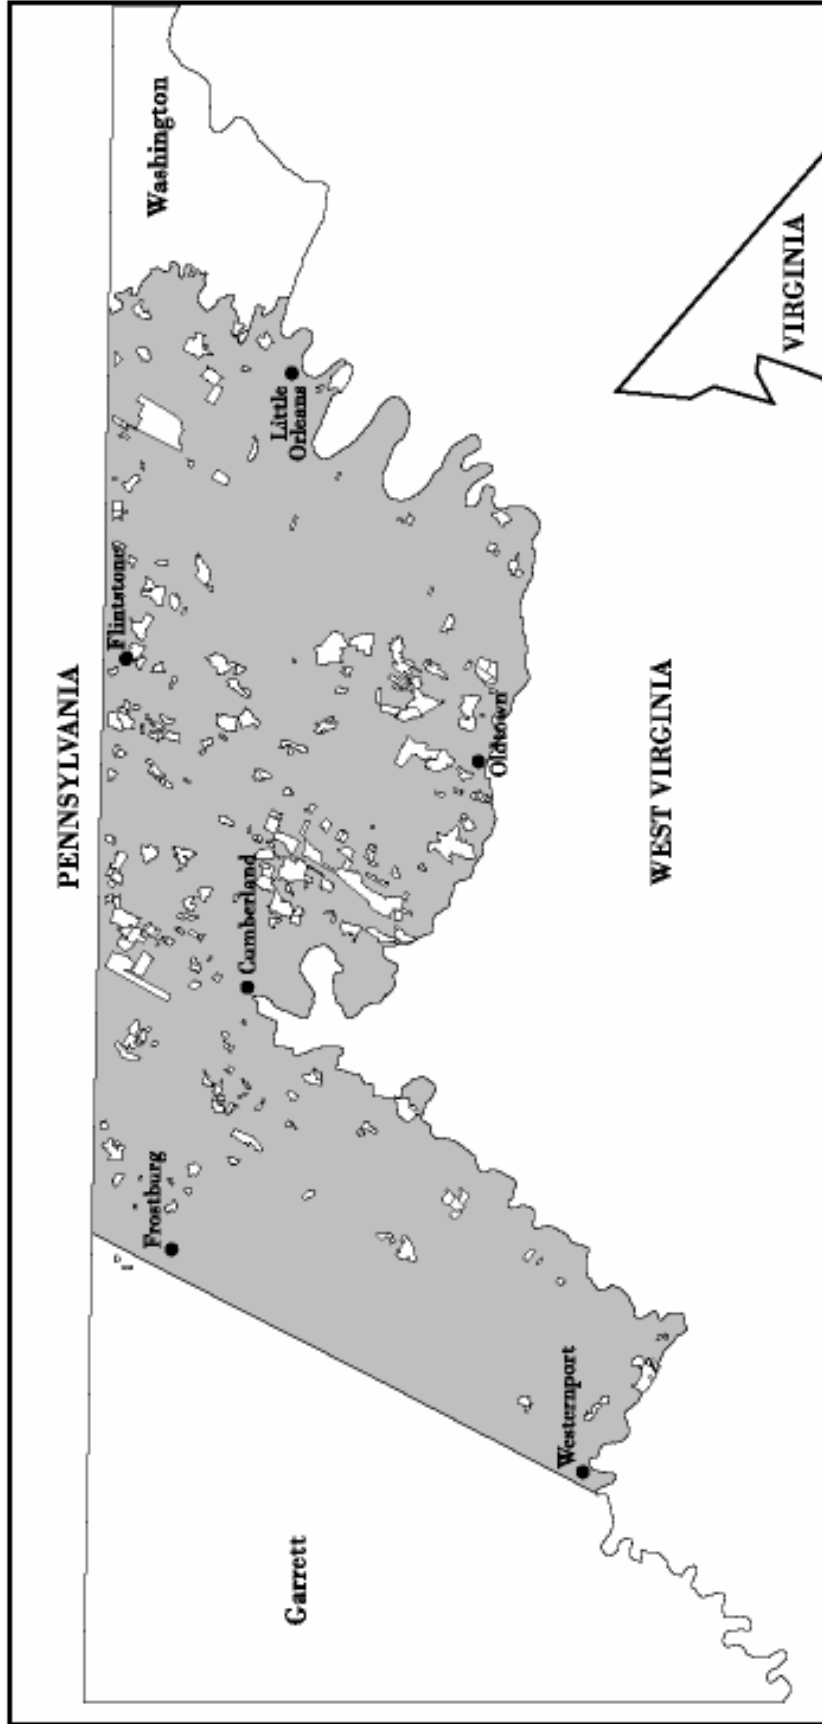 PENNSYLVANIA
Washington
Flintstone
Little
Orleans
Frostburg
Cumberland
Oldtown
Westernport
Garrett
WEST VIRGINIA
VIRGINIA